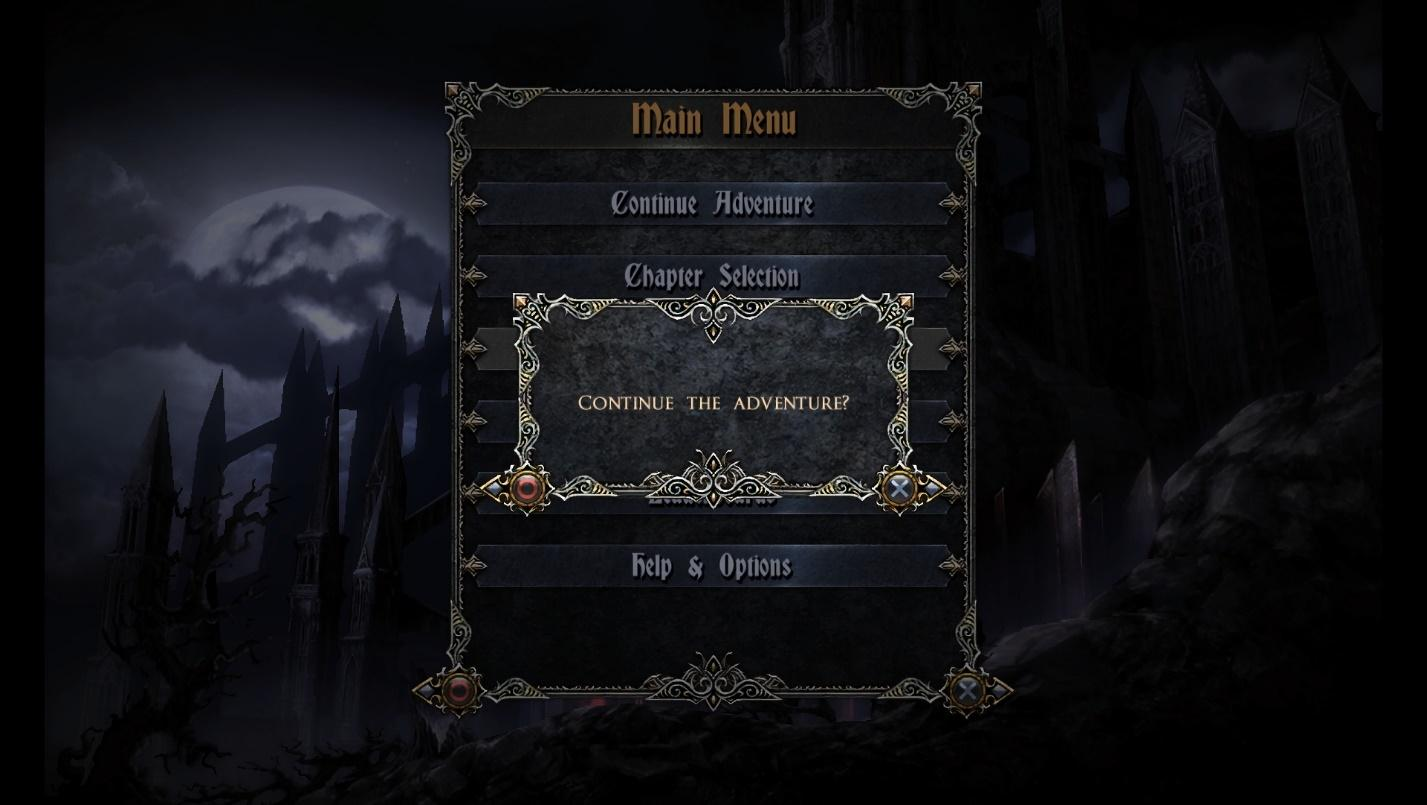 Main Menu
Continue Adventure
Chapter Selection
Continue the adventure?
Help & Options